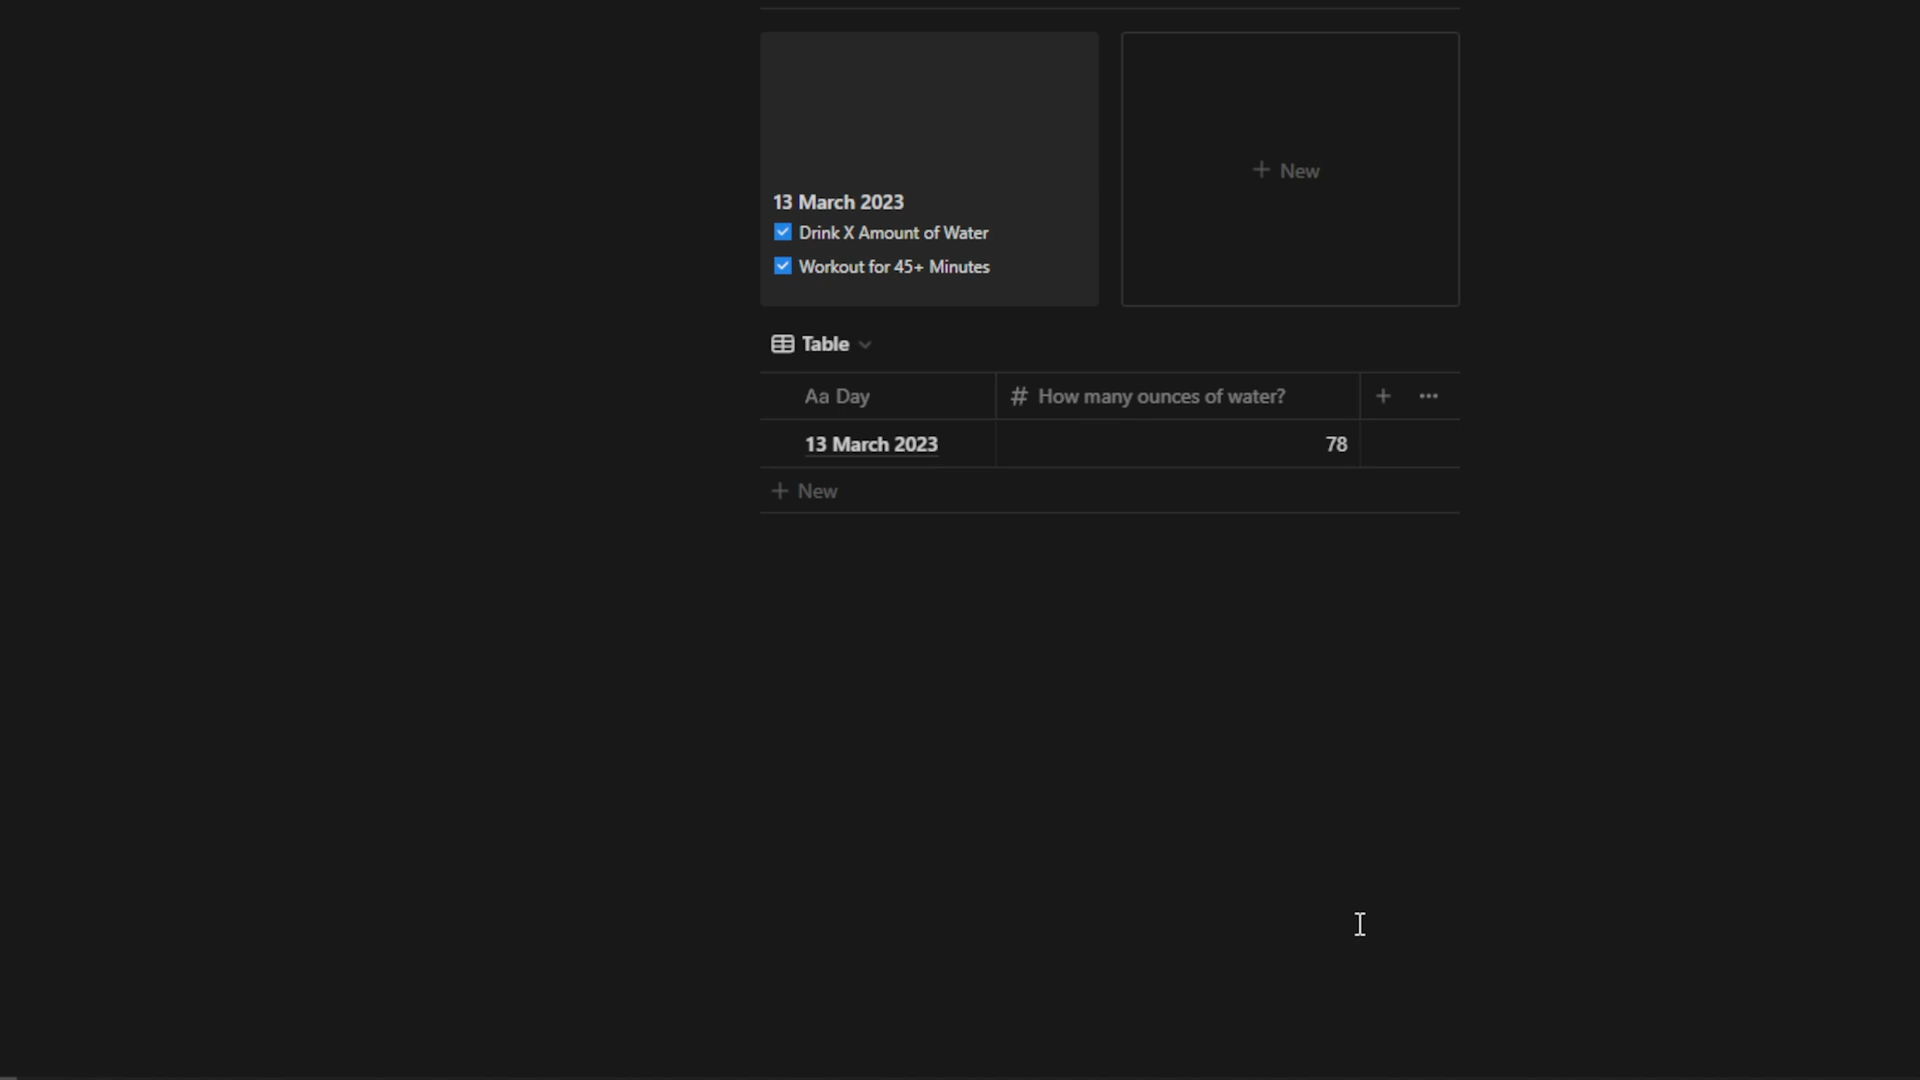 13 March 2023
Drink X Amount of Water
Workout for 45+ Minutes
+ New
Table
Aa Day
# How many ounces of water?
+ •••
13 March 2023
78
+ New